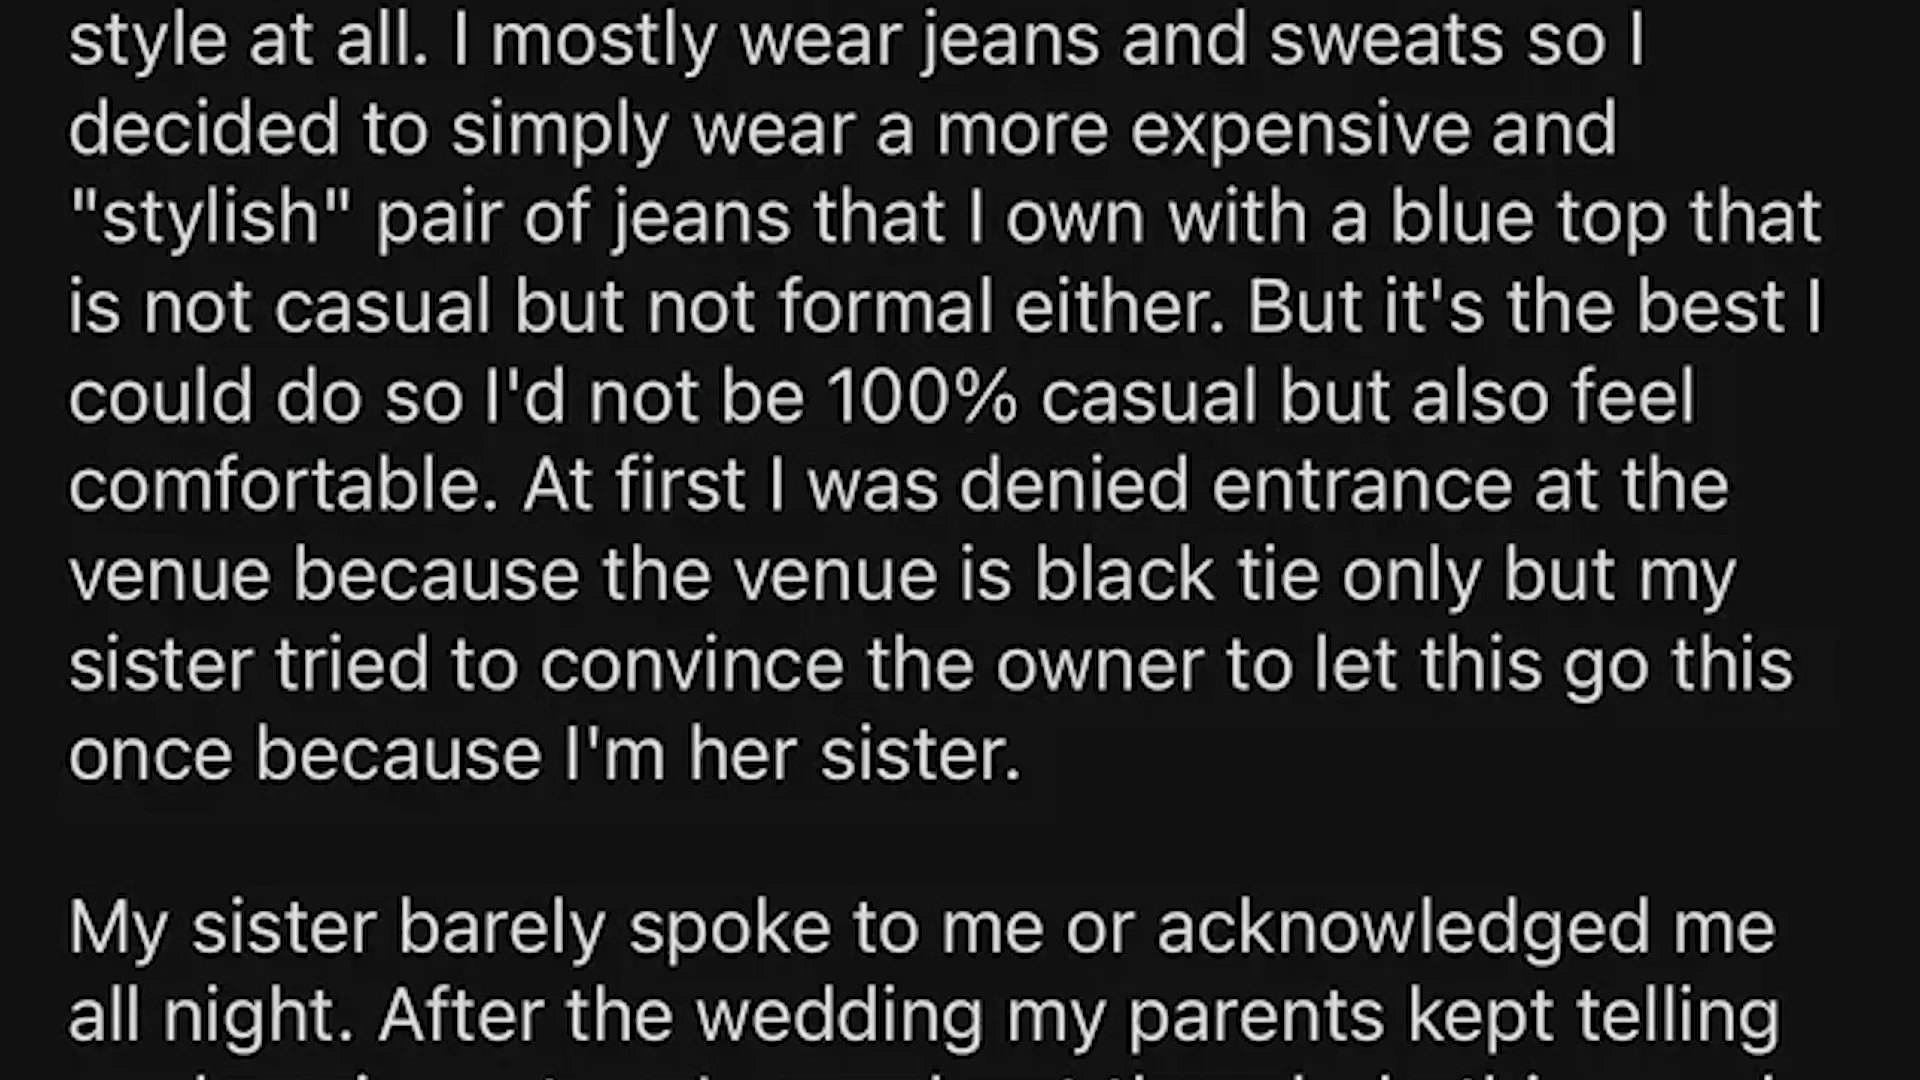 style at all. I mostly wear jeans and sweats so I
decided to simply wear a more expensive and
"stylish" pair of jeans that I own with a blue top that
is not casual but not formal either. But it's the best I
could do so I'd not be 100% casual but also feel
comfortable. At first I was denied entrance at the
venue because the venue is black tie only but my
sister tried to convince the owner to let this go this
once because I'm her sister.
My sister barely spoke to me or acknowledged me
all night. After the wedding my parents kept telling